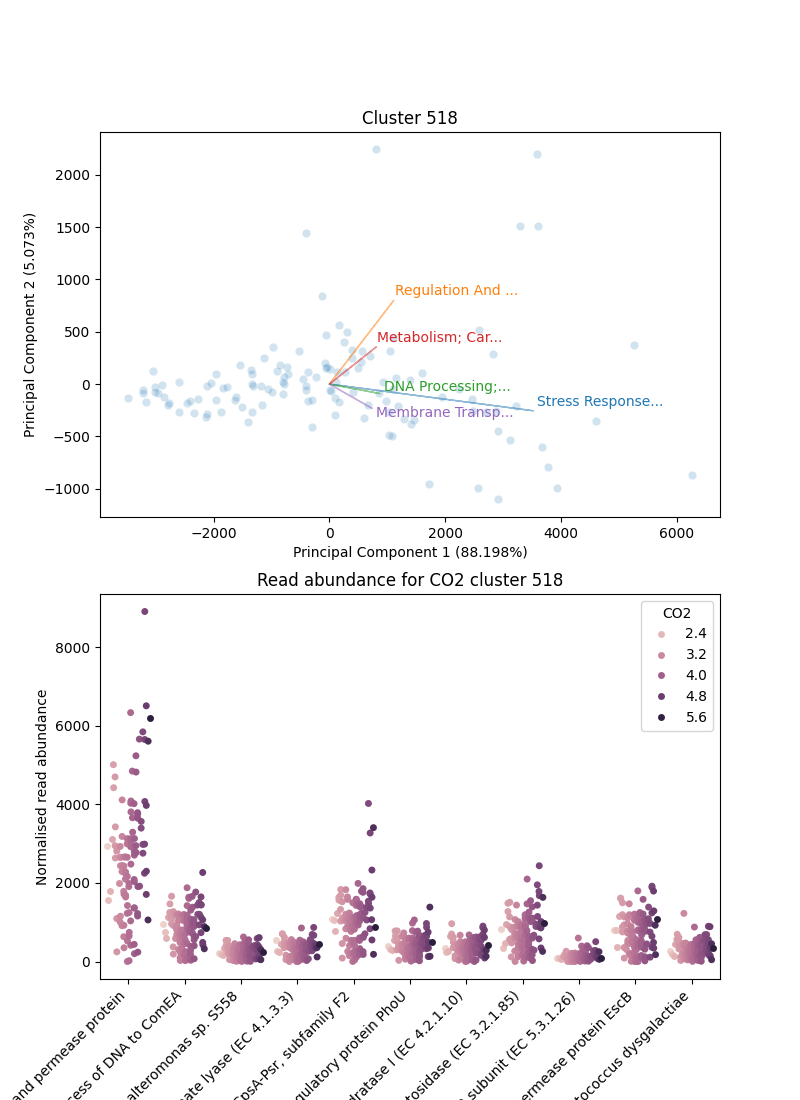 Cluster 518
Principal Component 2 (5.073%)
2000
1500
1000
500
0
−500
−1000
Regulation And ...
Metabolism; Car...
DNA Processing;...
Stress Response...
Membrane Transp...
−2000
0
2000
4000
6000
Principal Component 1 (88.198%)
Read abundance for CO2 cluster 518
Normalised read abundance
8000
6000
4000
2000
0
CO2
2.4
3.2
4.0
4.8
5.6
and permease protein
cess of DNA to ComEA
alteromonas sp. S558
ate lyase (EC 4.1.3.3)
CpsA-Psr, subfamily F2
gulatory protein PhoU
dratase I (EC 4.2.1.10)
tosidase (EC 3.2.1.85)
subunit (EC 5.3.1.26)
ermease protein EscB
tococcus dysgalactiae